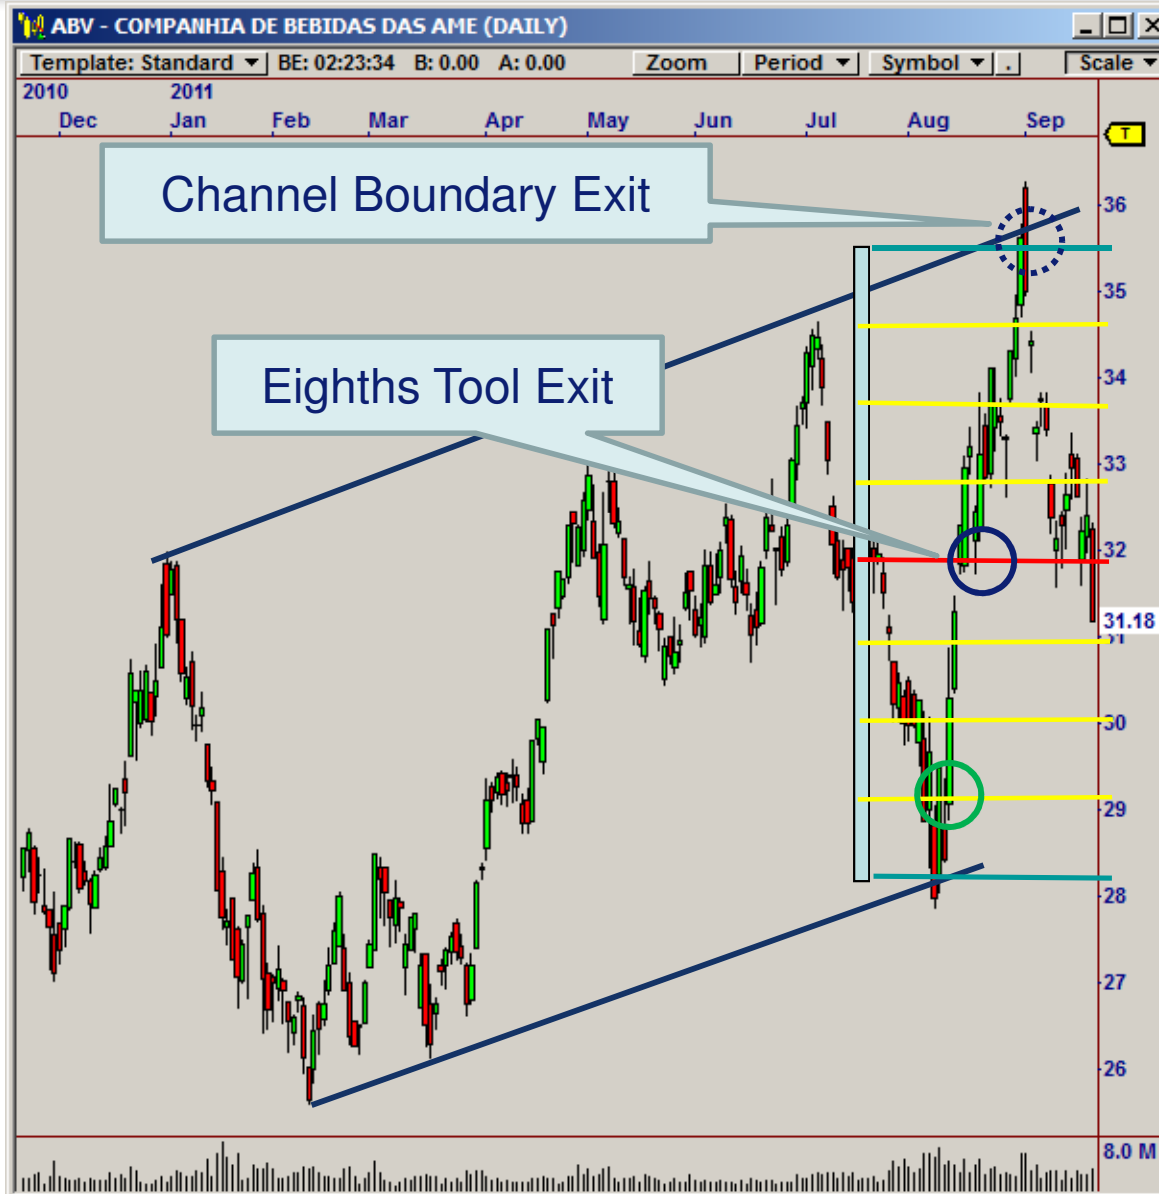 ABV - COMPANHIA DE BEBIDAS DAS AME (DAILY)
Template: Standard BE: 02:23:34 B: 0.00 A: 0.00 Zoom Period Symbol . Scale
2010 2011
Dec Jan Feb Mar Apr May Jun Jul Aug Sep
T
Channel Boundary Exit
36
35
Eighths Tool Exit
34
33
32
31.18
31
30
29
28
27
26
8.0 M